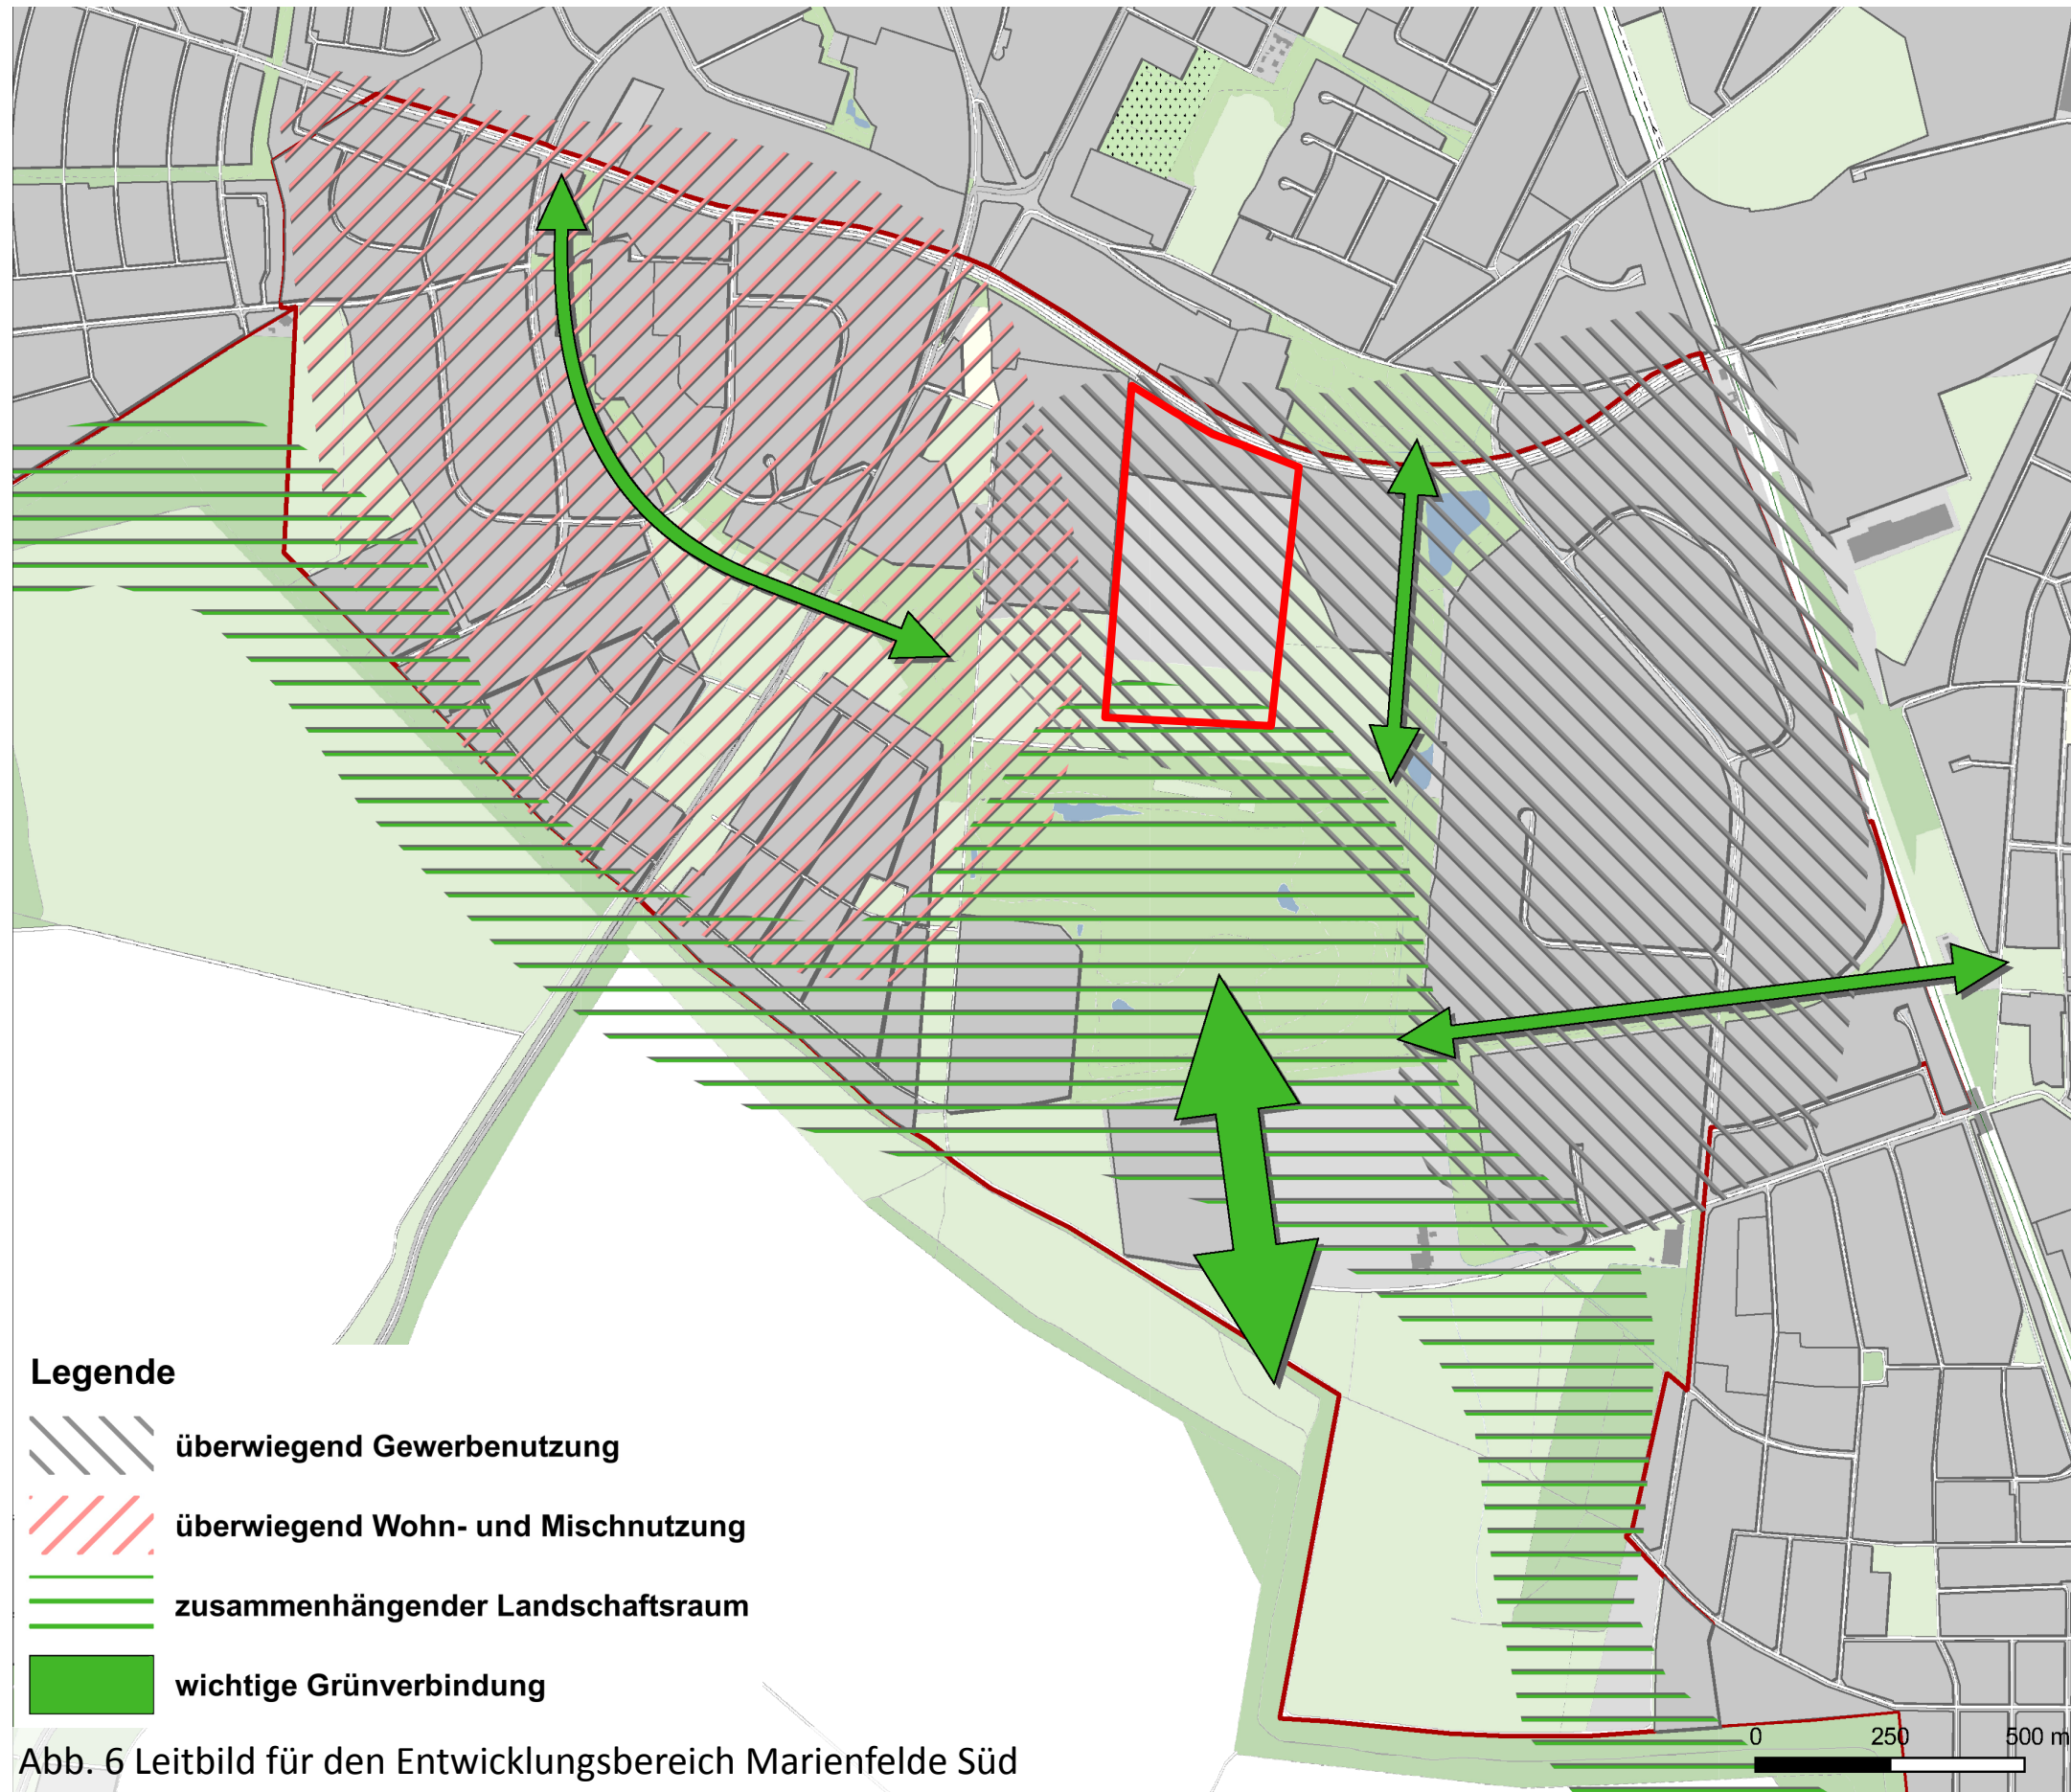 Legende
überwiegend Gewerbenutzung
überwiegend Wohn- und Mischnutzung
zusammenhängender Landschaftsraum
wichtige Grünverbindung
0 250 500 m
Abb. 6 Leitbild für den Entwicklungsbereich Marienfelde Süd